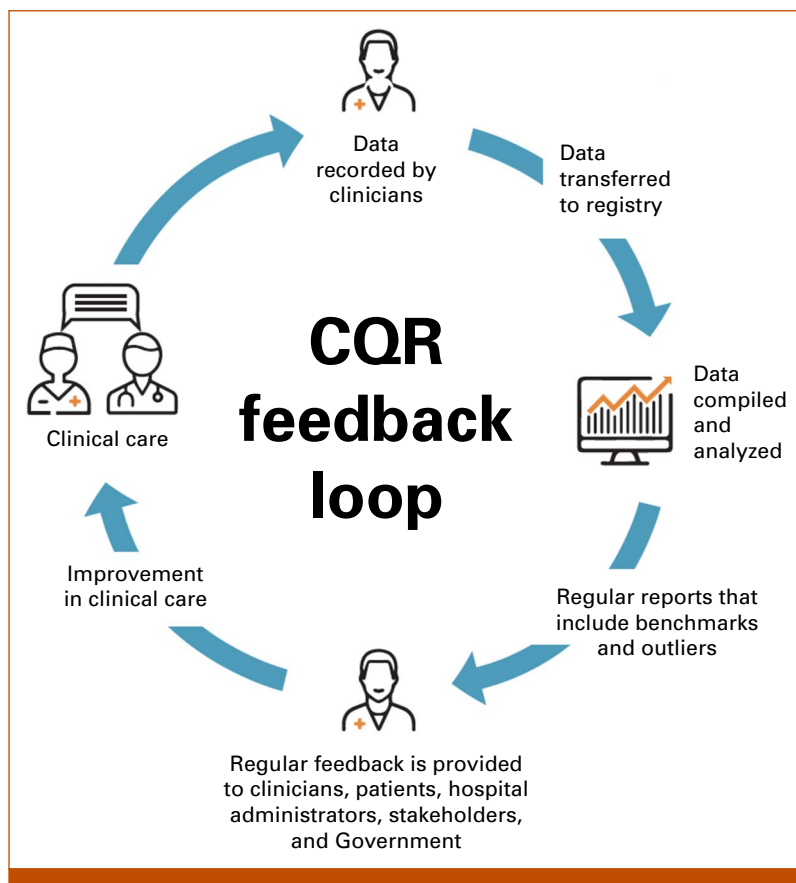 Data
recorded by
clinicians
Data
transferred
to registry
CQR
feedback
loop
Data
compiled
and
analyzed
Clinical care
Improvement
in clinical care
Regular reports that
include benchmarks
and outliers
Regular feedback is provided
to clinicians, patients, hospital
administrators, stakeholders,
and Government